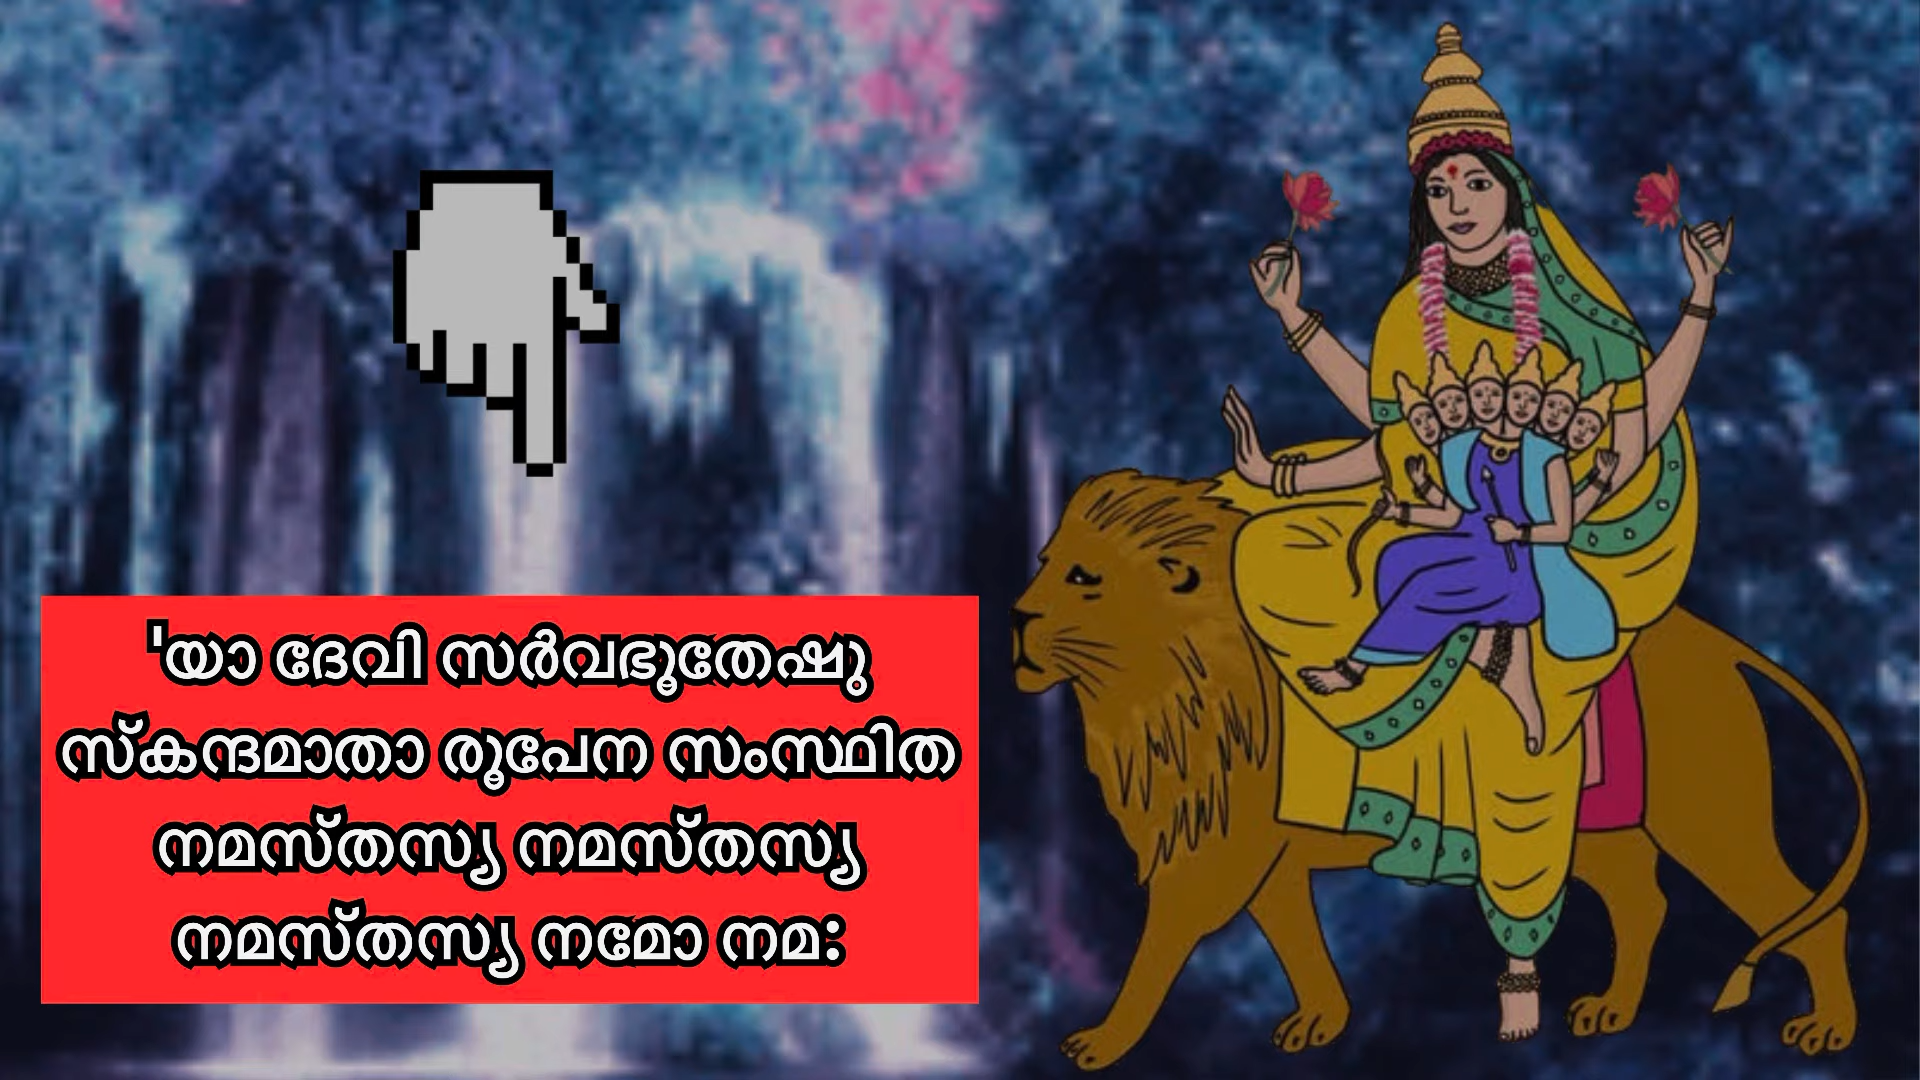 'യാ ദേവി സർവഭൂതേഷു
സ്കന്ദമാതാ രൂപേന സംസ്ഥിത
നമസ്തസ്യ നമസ്തസ്യ
നമസ്തസ്യ നമോ നമ: